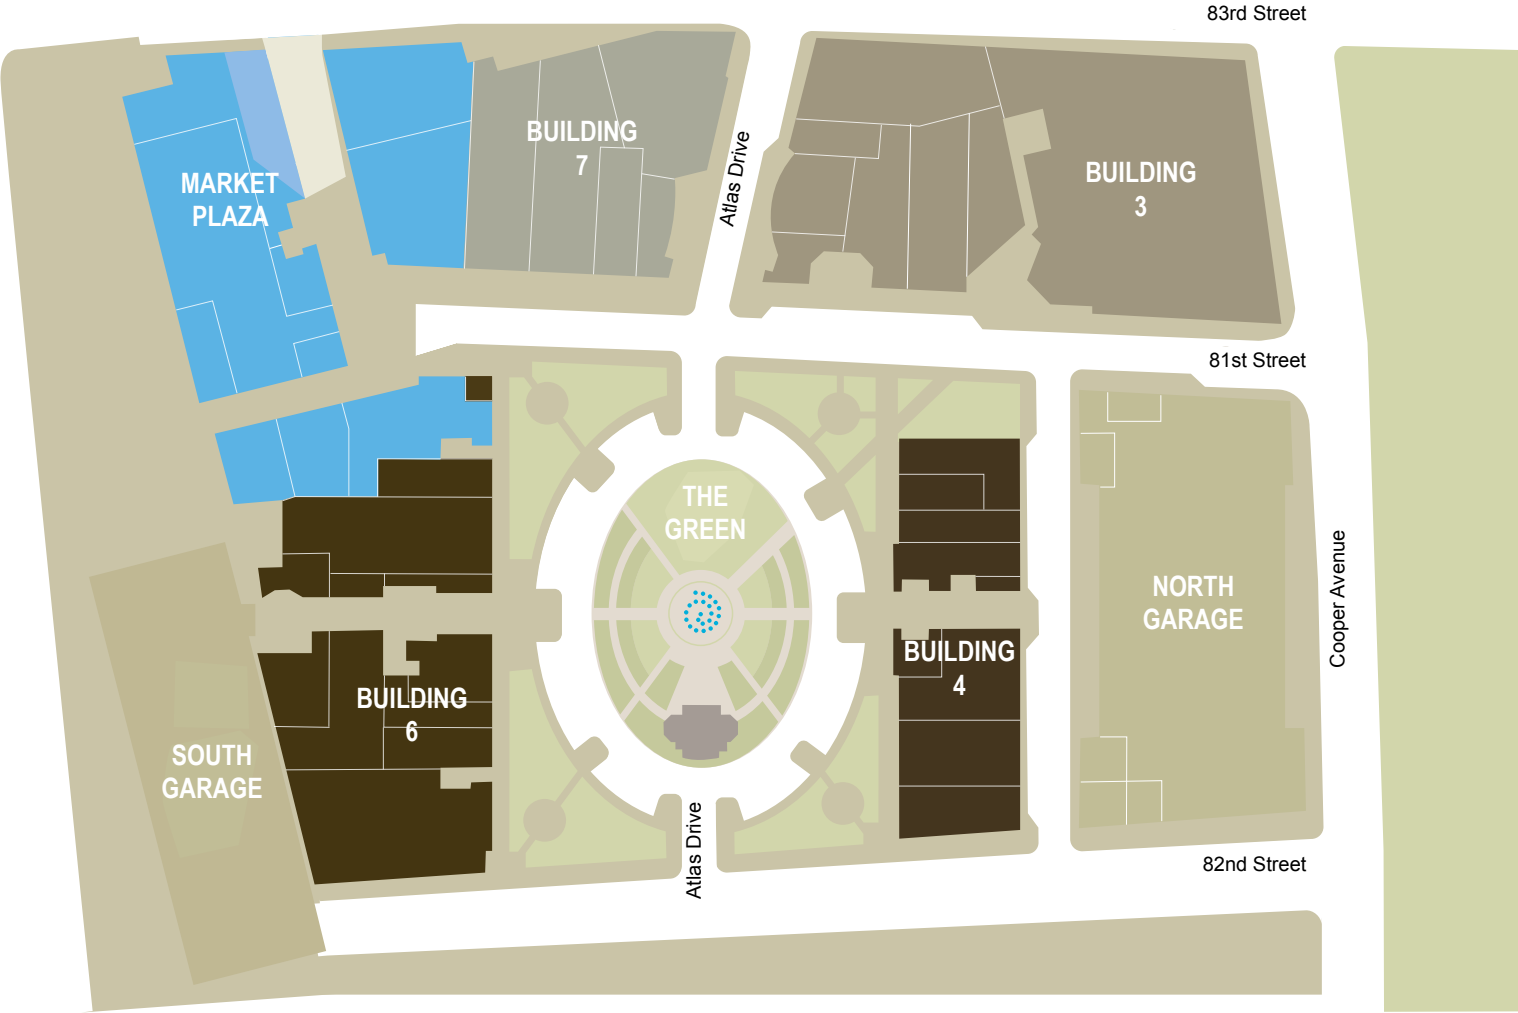 83rd Street
BUILDING
7
Atlas Drive
BUILDING
3
MARKET
PLAZA
81st Street
THE
GREEN
Cooper Avenue
NORTH
GARAGE
BUILDING
4
BUILDING
6
SOUTH
GARAGE
Atlas Drive
82nd Street